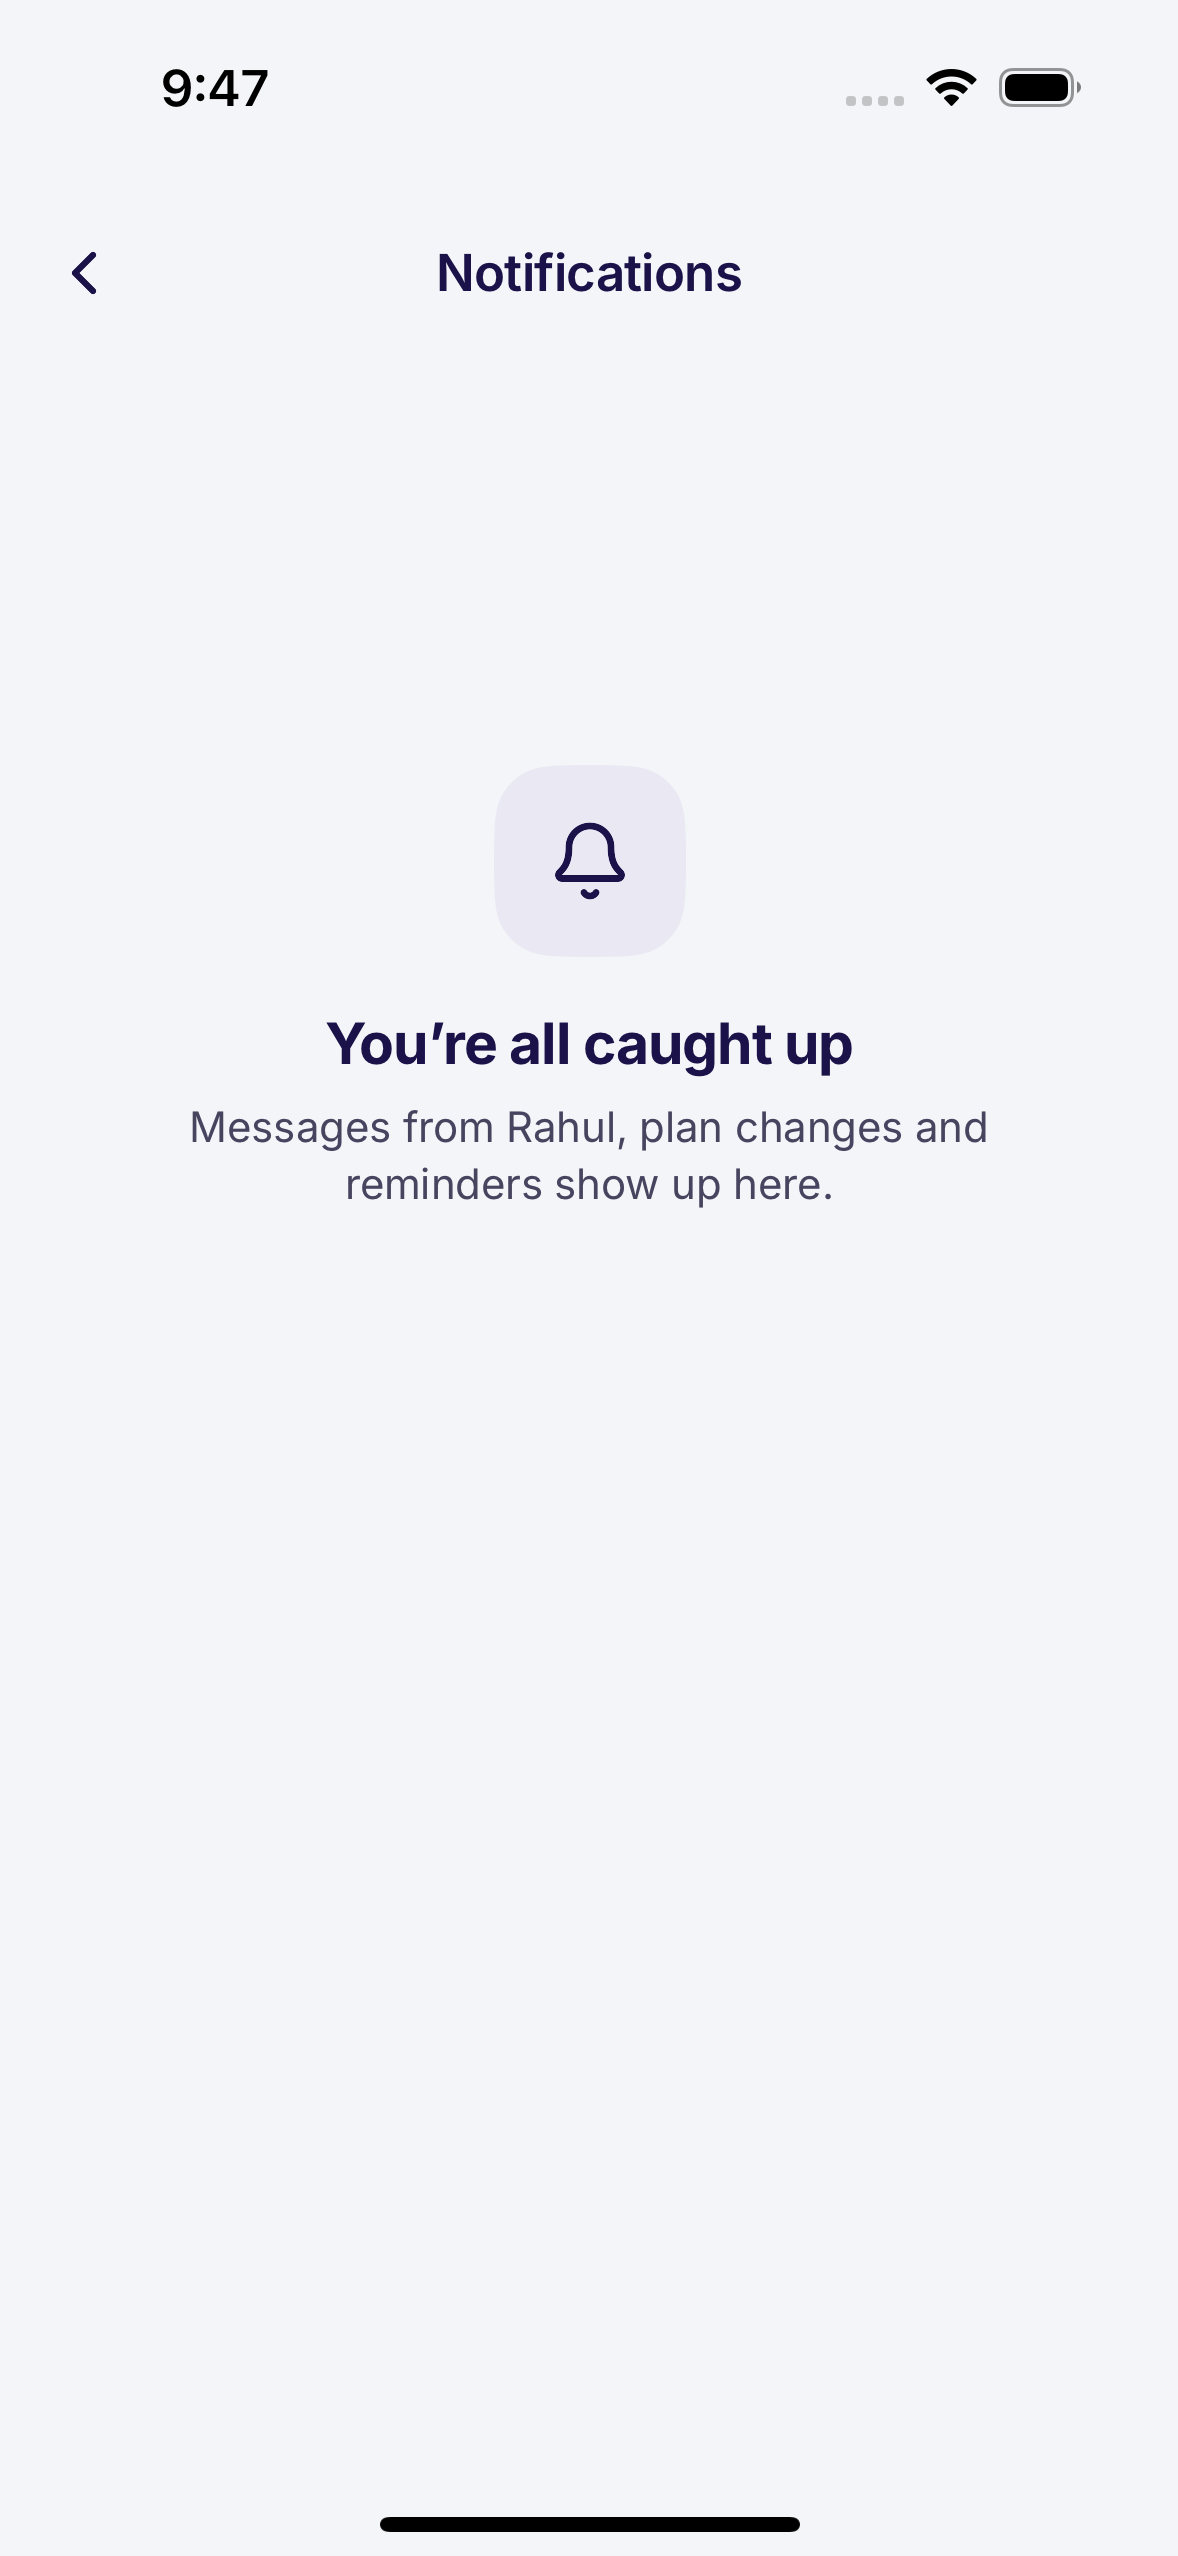 9:47
Notifications
You’re all caught up
Messages from Rahul, plan changes and
reminders show up here.